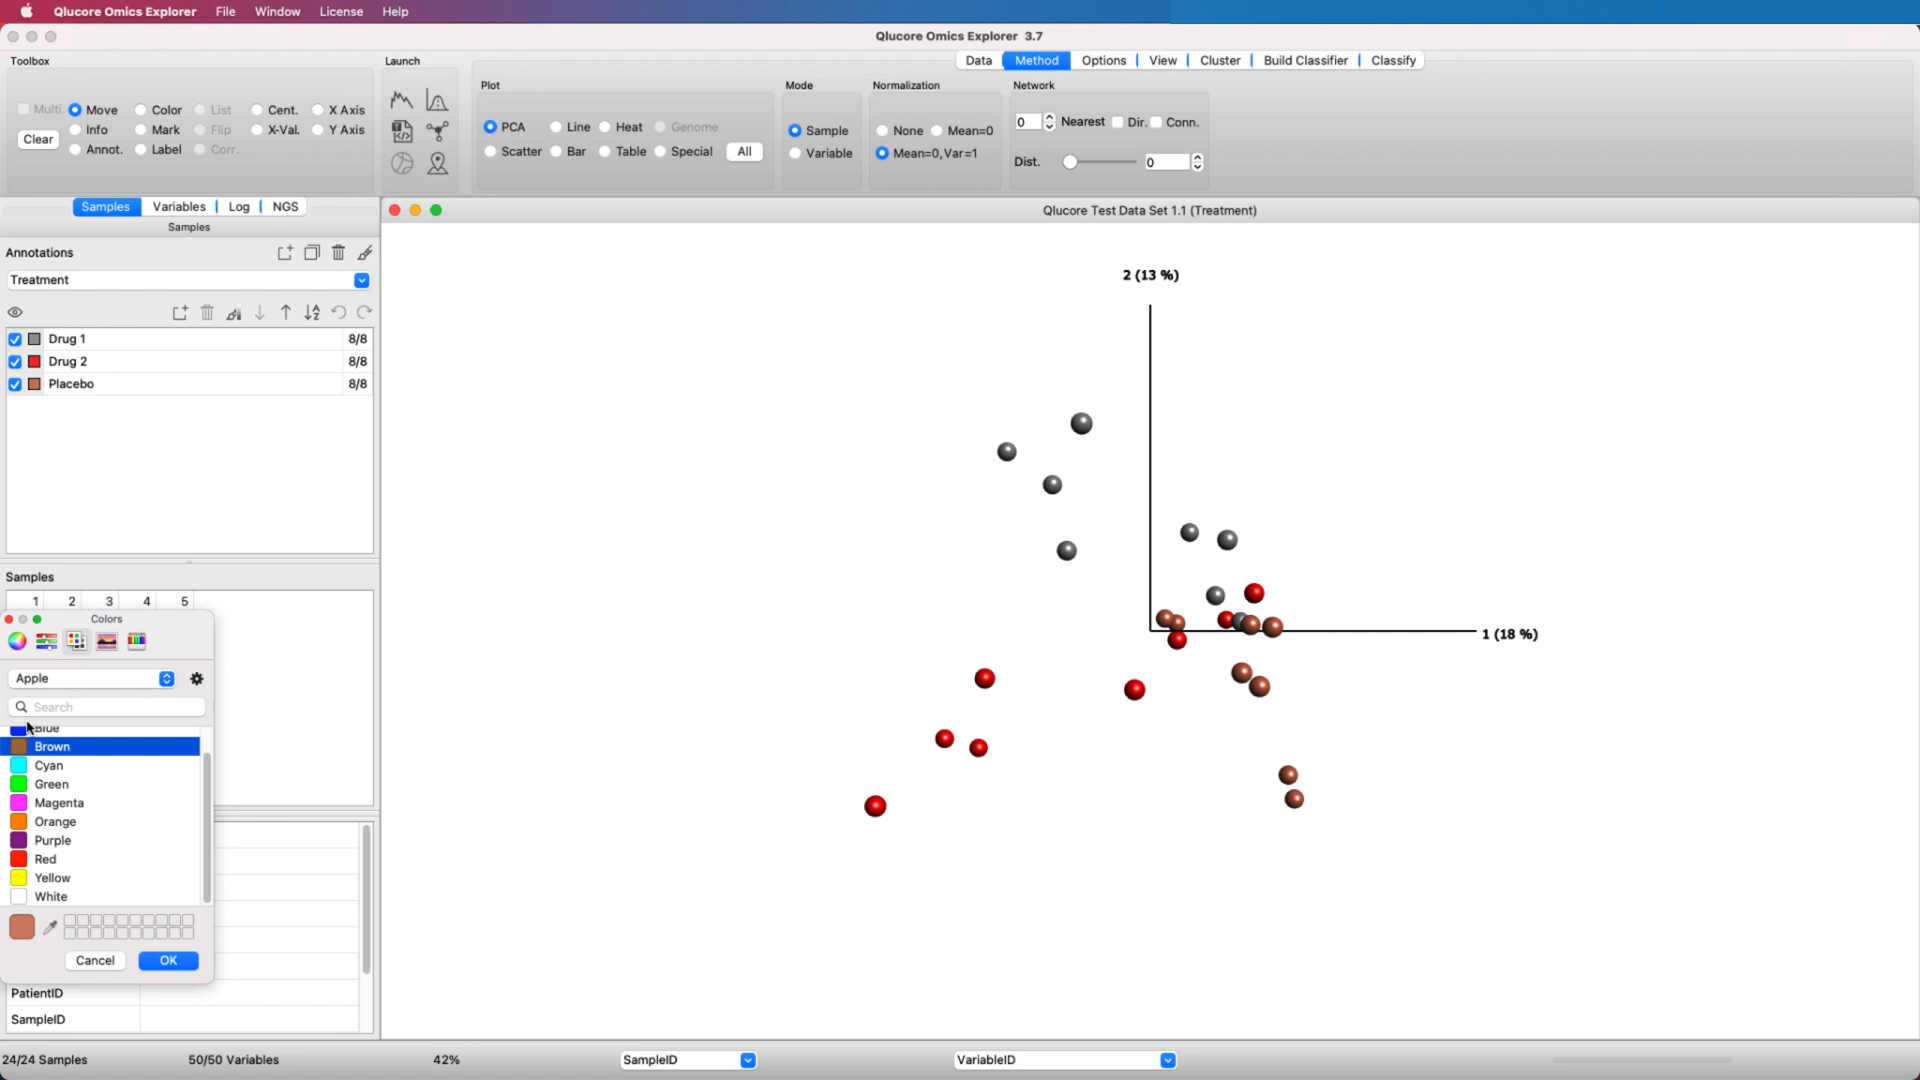 Qlucore Omics Explorer File Window License Help
Qlucore Omics Explorer 3.7
Toolbox
Launch
Data Method Options View Cluster Build Classifier Classify
Plot
Mode
Normalization
Network
Multi. Move Color List Cent. X Axis
Info Mark Flip X-Val. Y Axis
Clear
Annot. Label Corr.
PCA Line Heat Genome
Scatter Bar Table Special All
Sample
Variable
None Mean=0
Mean=0,Var=1
0 Nearest Dir. Conn.
Dist. 0
Samples Variables Log NGS
Samples
Qlucore Test Data Set 1.1 (Treatment)
Annotations
Treatment
Drug 1 8/8
Drug 2 8/8
Placebo 8/8
2 (13 %)
1 (18 %)
Samples
1 2 3 4 5
Colors
Apple
Search
Blue
Brown
Cyan
Green
Magenta
Orange
Purple
Red
Yellow
White
Cancel OK
PatientID
SampleID
24/24 Samples 50/50 Variables 42% SampleID VariableID